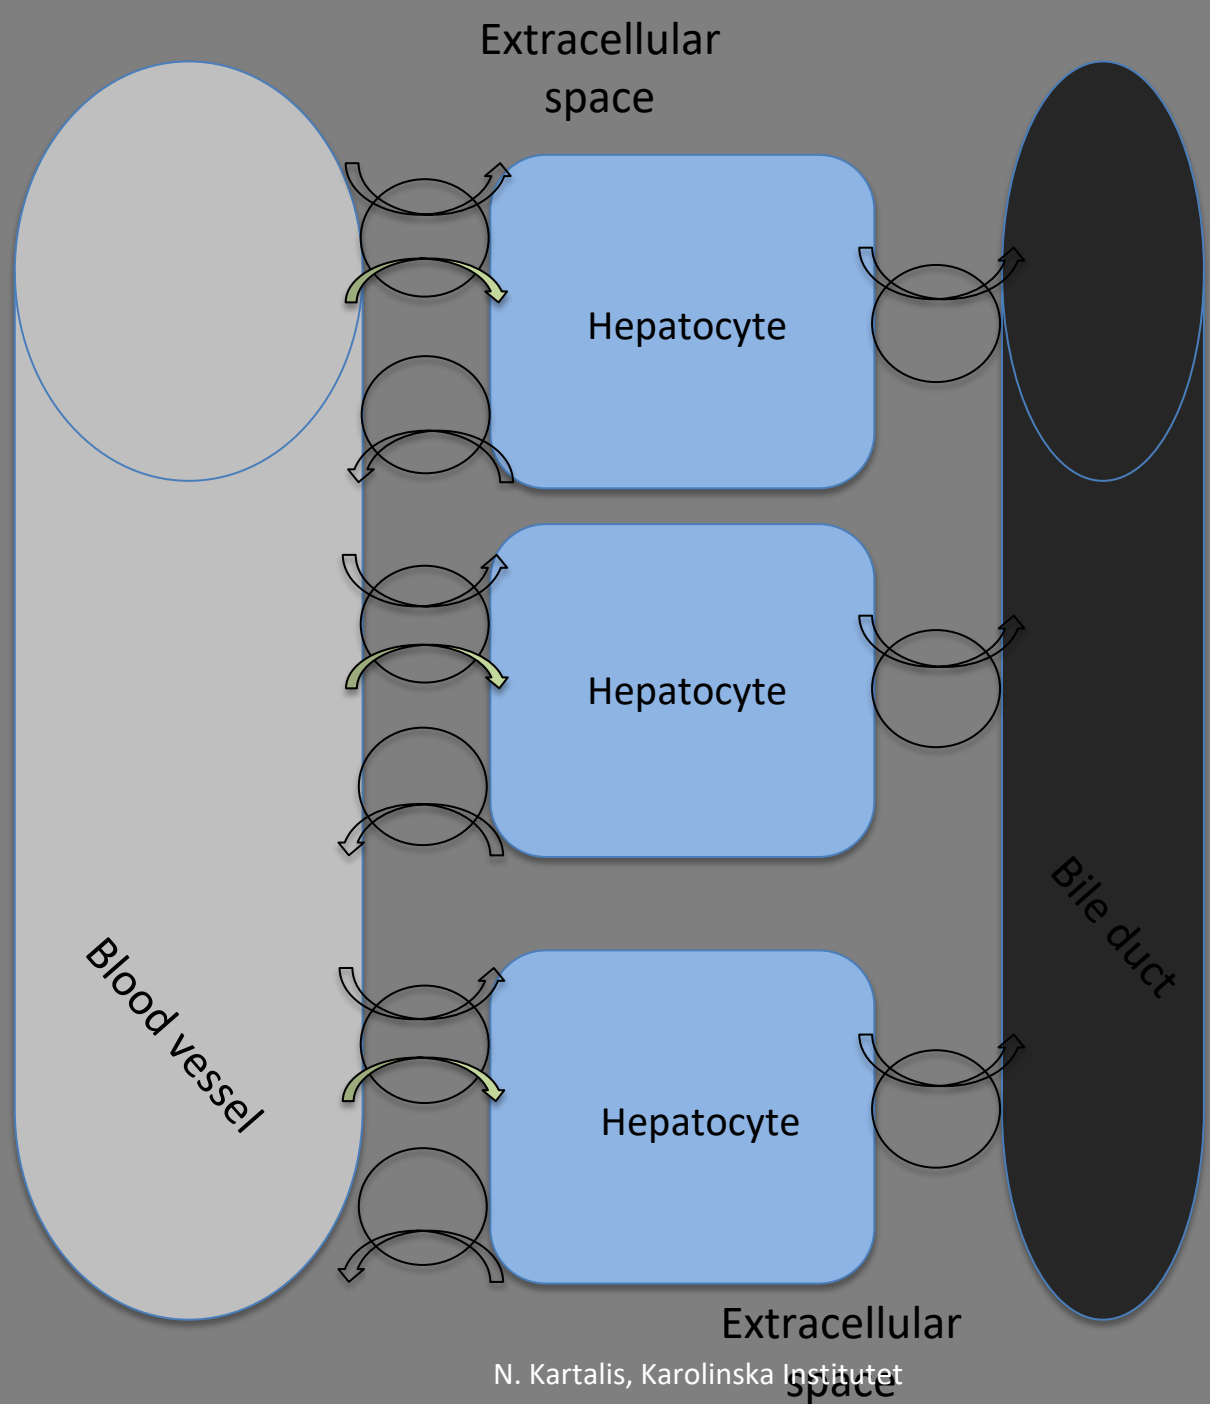 Extracellular
space
Hepatocyte
Hepatocyte
Bile duct
Blood vessel
Hepatocyte
Extracellular
space
N. Kartalis, Karolinska Institutet